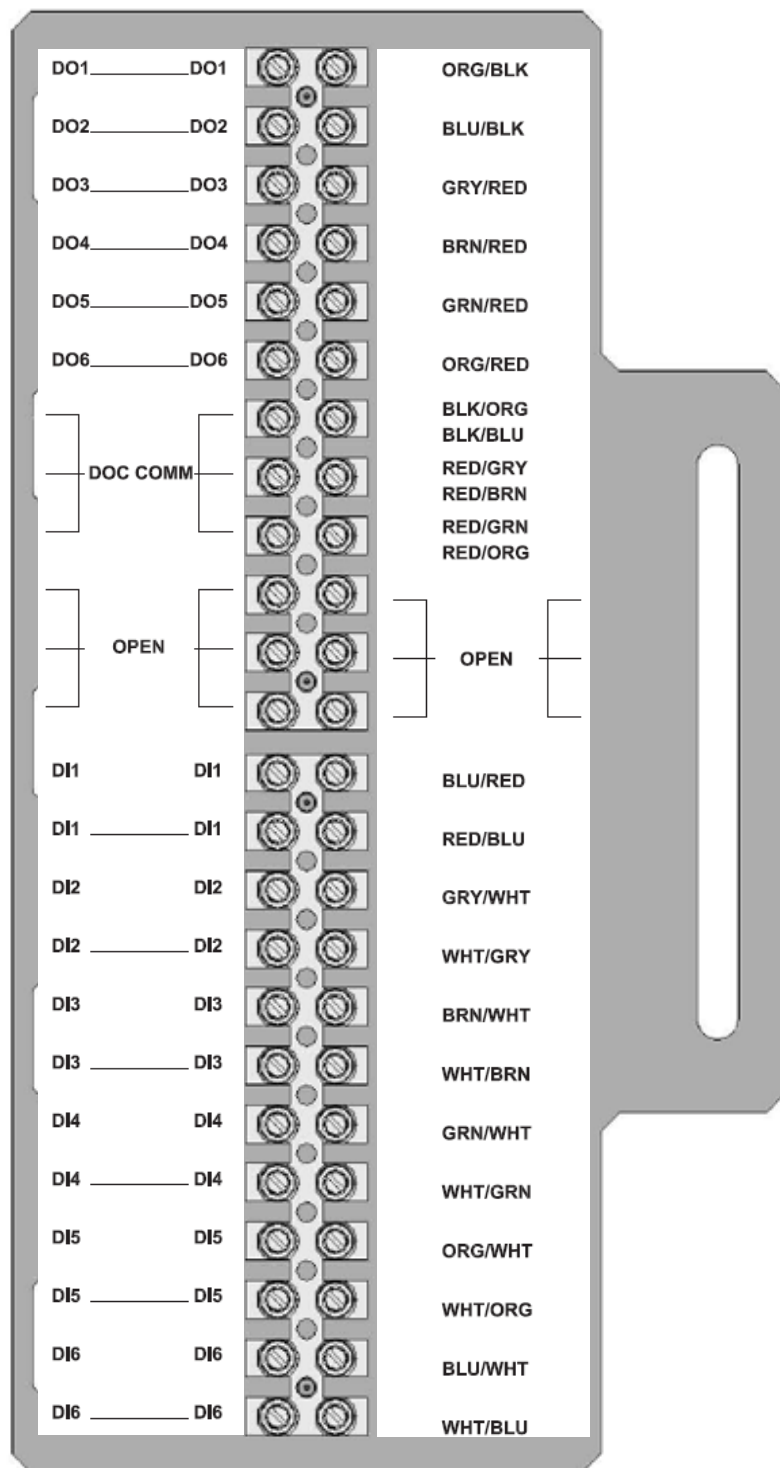 DO1 DO1 ORG/BLK
DO2 DO2 BLU/BLK
DO3 DO3 GRY/RED
DO4 DO4 BRN/RED
DO5 DO5 GRN/RED
DO6 DO6 ORG/RED
BLK/ORG
BLK/BLU
DOC COMM RED/GRY
RED/BRN
RED/GRN
RED/ORG
OPEN OPEN
DI1 DI1 BLU/RED
DI1 DI1 RED/BLU
DI2 DI2 GRY/WHT
DI2 DI2 WHT/GRY
DI3 DI3 BRN/WHT
DI3 DI3 WHT/BRN
DI4 DI4 GRN/WHT
DI4 DI4 WHT/GRN
DI5 DI5 ORG/WHT
DI5 DI5 WHT/ORG
DI6 DI6 BLU/WHT
DI6 DI6 WHT/BLU